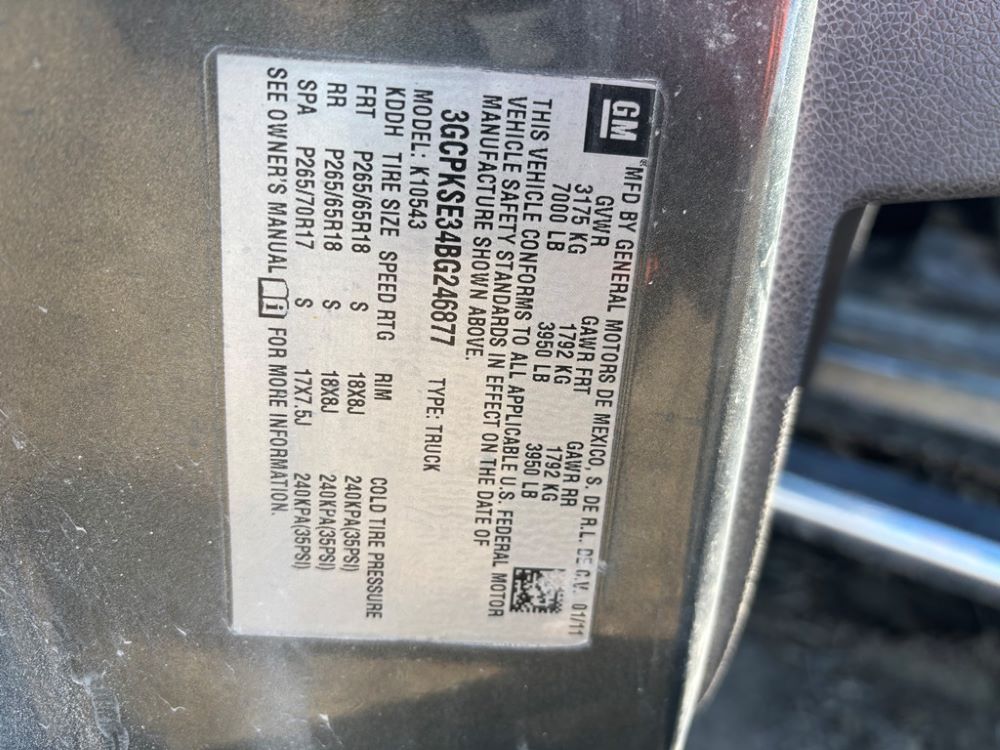 GM
®MFD BY GENERAL MOTORS DE MEXICO, S. DE R.L. DE C.V. 01/11
GVWR GAWR FRT GAWR RR
3175 KG 1792 KG 1792 KG
7000 LB 3950 LB 3950 LB
THIS VEHICLE CONFORMS TO ALL APPLICABLE U.S. FEDERAL MOTOR
VEHICLE SAFETY STANDARDS IN EFFECT ON THE DATE OF
MANUFACTURE SHOWN ABOVE.
3GCPKSE34BG246877 TYPE: TRUCK
MODEL: K10543
KDDH TIRE SIZE SPEED RTG RIM COLD TIRE PRESSURE
FRT P265/65R18 S 18X8J 240KPA(35PSI)
RR P265/65R18 S 18X8J 240KPA(35PSI)
SPA P265/70R17 S 17X7.5J 240KPA(35PSI)
SEE OWNER'S MANUAL i FOR MORE INFORMATION.